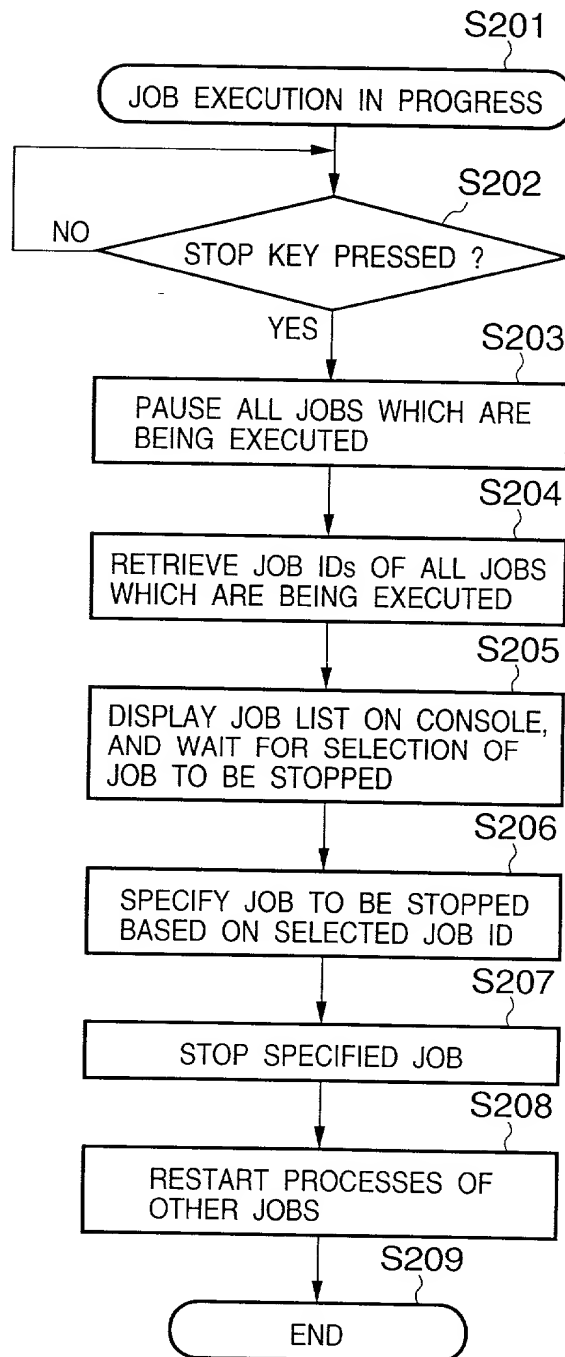 S201
JOB EXECUTION IN PROGRESS
S202
NO
STOP KEY PRESSED ?
YES
S203
PAUSE ALL JOBS WHICH ARE
BEING EXECUTED
S204
RETRIEVE JOB IDs OF ALL JOBS
WHICH ARE BEING EXECUTED
S205
DISPLAY JOB LIST ON CONSOLE,
AND WAIT FOR SELECTION OF
JOB TO BE STOPPED
S206
SPECIFY JOB TO BE STOPPED
BASED ON SELECTED JOB ID
S207
STOP SPECIFIED JOB
S208
RESTART PROCESSES OF
OTHER JOBS
S209
END